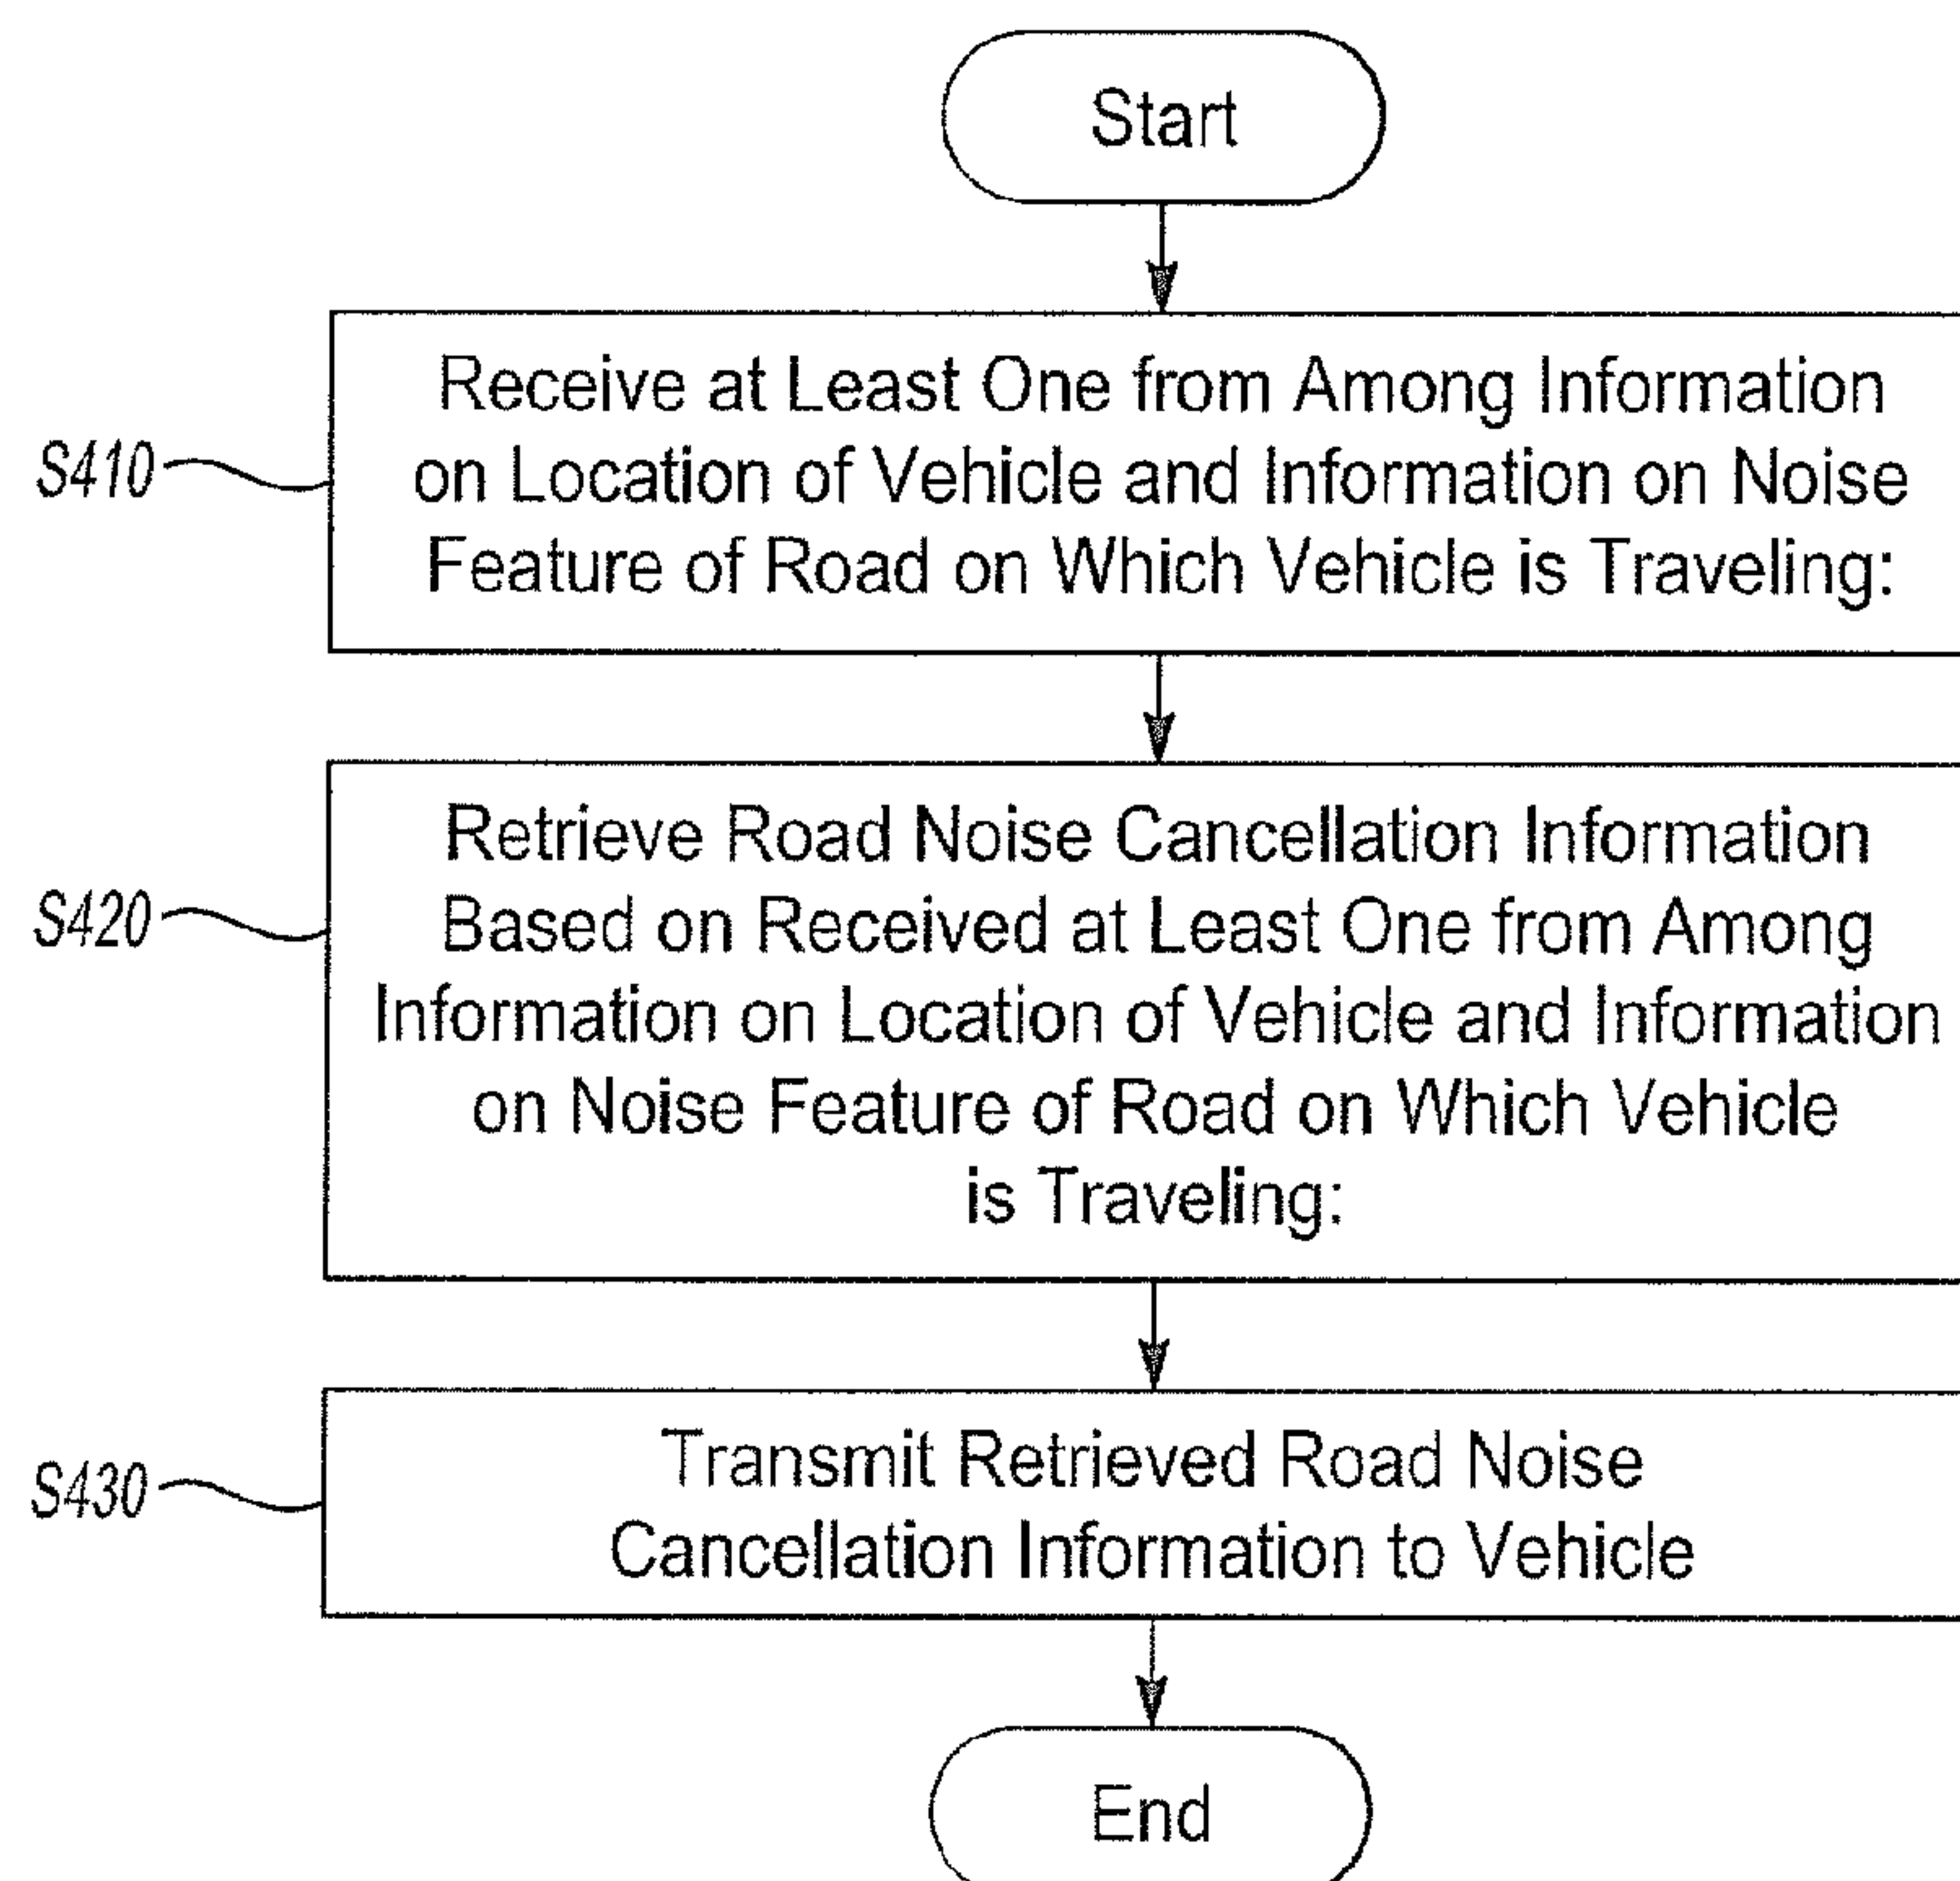 Start
Receive at Least One from Among Information
S410
on Location of Vehicle and Information on Noise
Feature of Road on Which Vehicle is Traveling:
Retrieve Road Noise Cancellation Information
S420
Based on Received at Least One from Among
Information on Location of Vehicle and Information
on Noise Feature of Road on Which Vehicle
is Traveling:
S430
Transmit Retrieved Road Noise
Cancellation Information to Vehicle
End